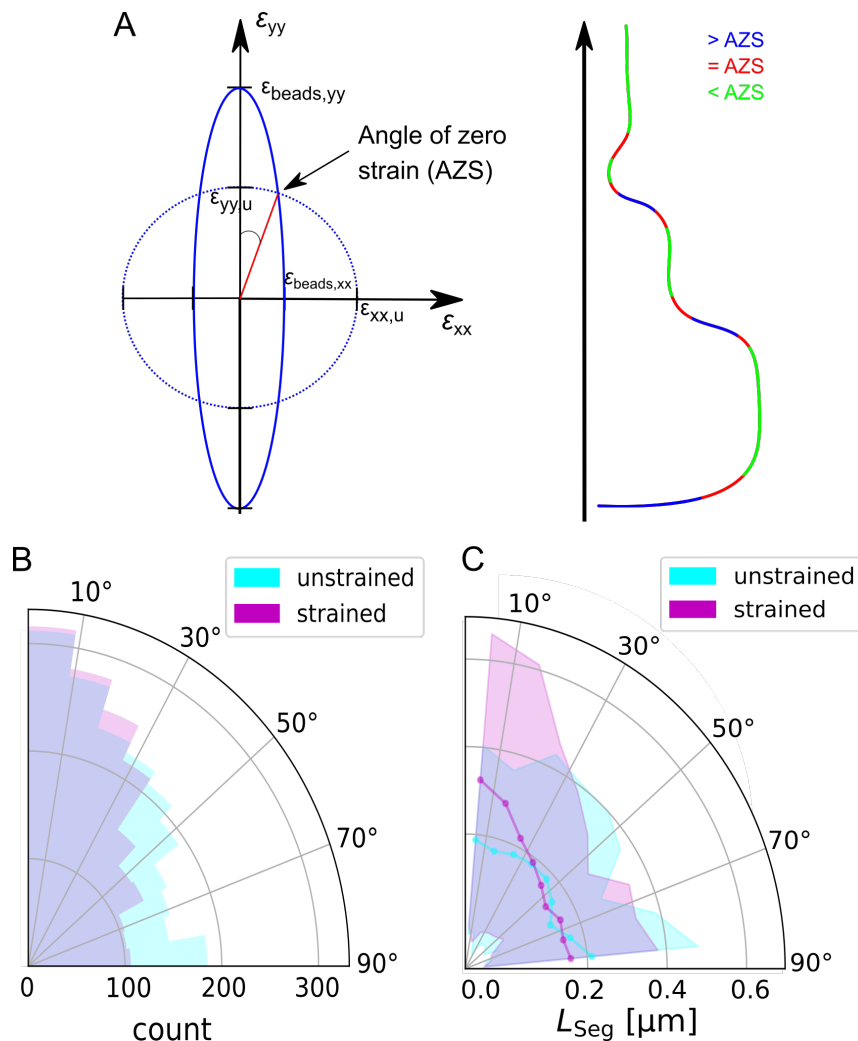 A
εyy
εbeads,yy
Angle of zero
strain (AZS)
εyy,u
εbeads,xx
εxx,u
εxx
> AZS
= AZS
< AZS
B
unstrained
strained
10°
30°
50°
70°
90°
0 100 200 300
count
C
unstrained
strained
10°
30°
50°
70°
90°
0.0 0.2 0.4 0.6
LSeg [μm]